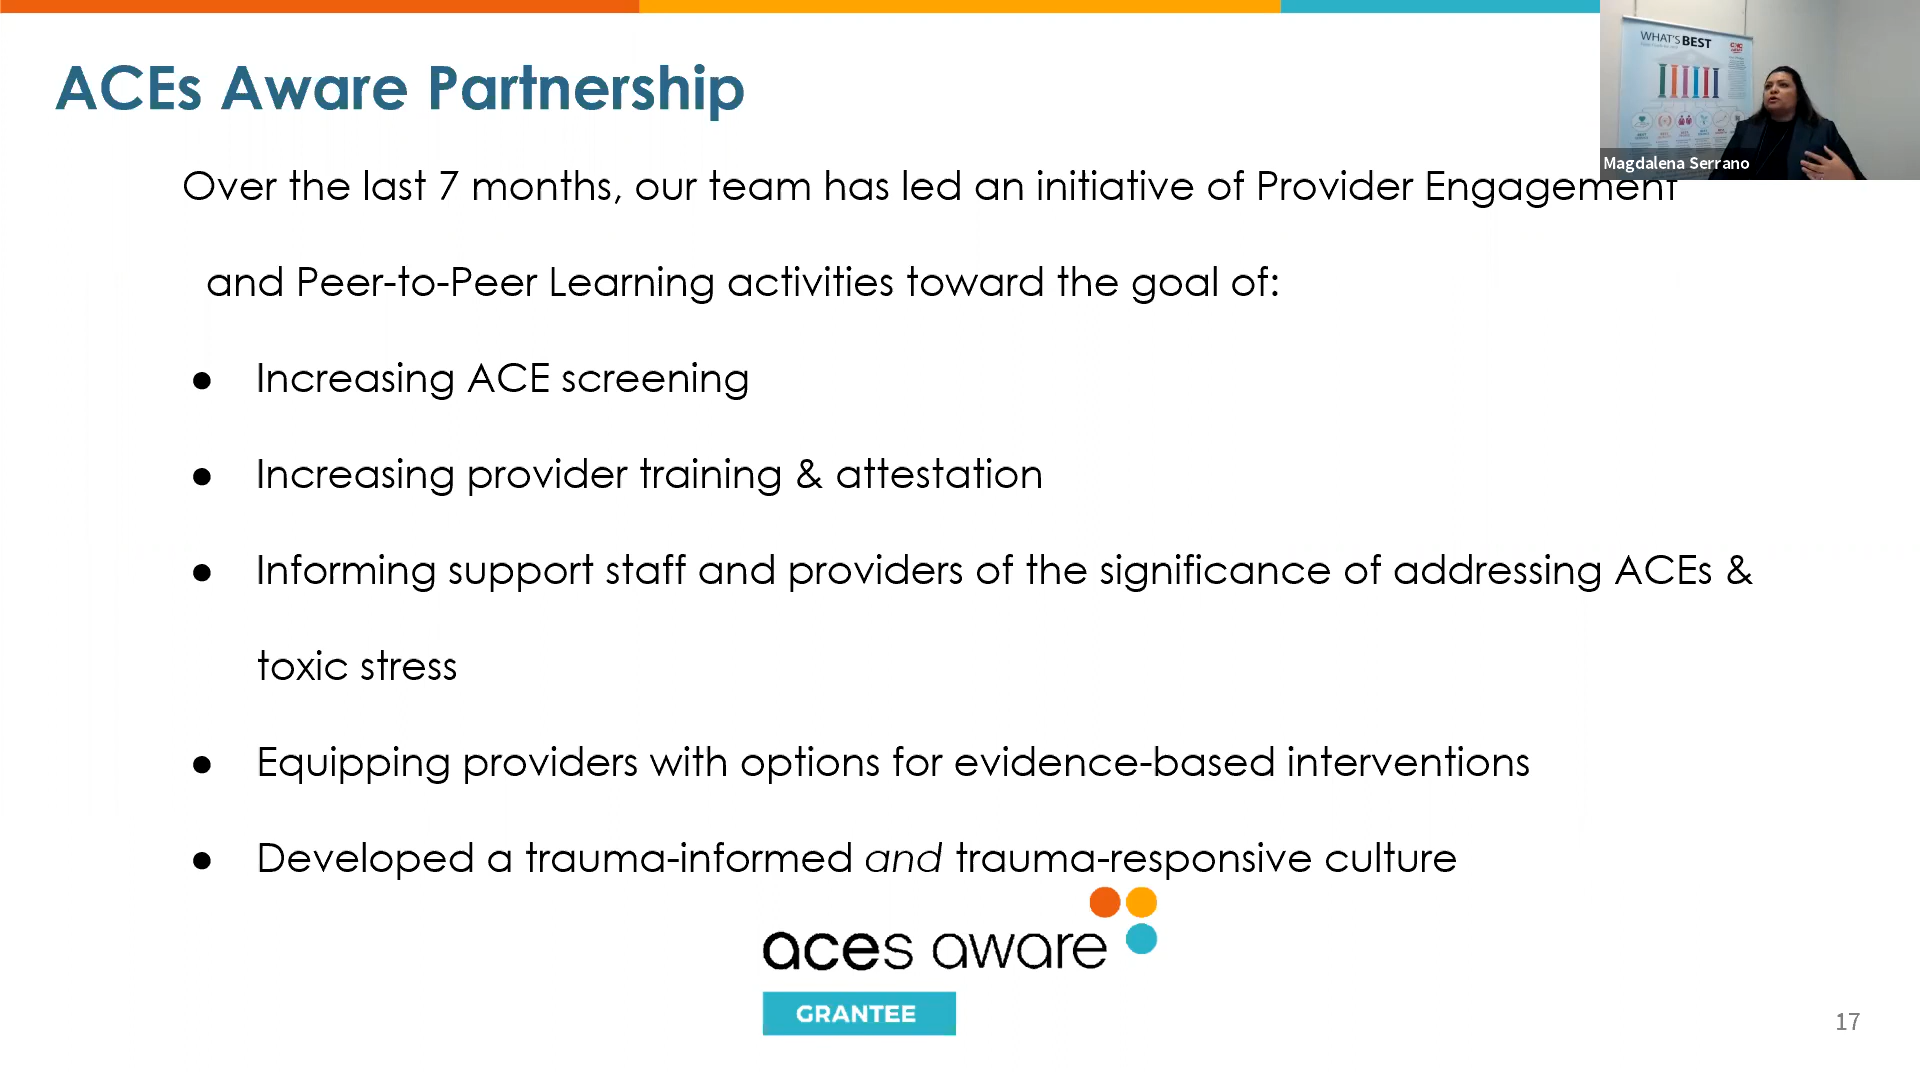 ACEs Aware Partnership
WHAT'S BEST
Magdalena Serrano
Over the last 7 months, our team has led an initiative of Provider Engagement
and Peer-to-Peer Learning activities toward the goal of:
● Increasing ACE screening
● Increasing provider training & attestation
● Informing support staff and providers of the significance of addressing ACEs &
toxic stress
● Equipping providers with options for evidence-based interventions
● Developed a trauma-informed and trauma-responsive culture
aces aware
GRANTEE
17